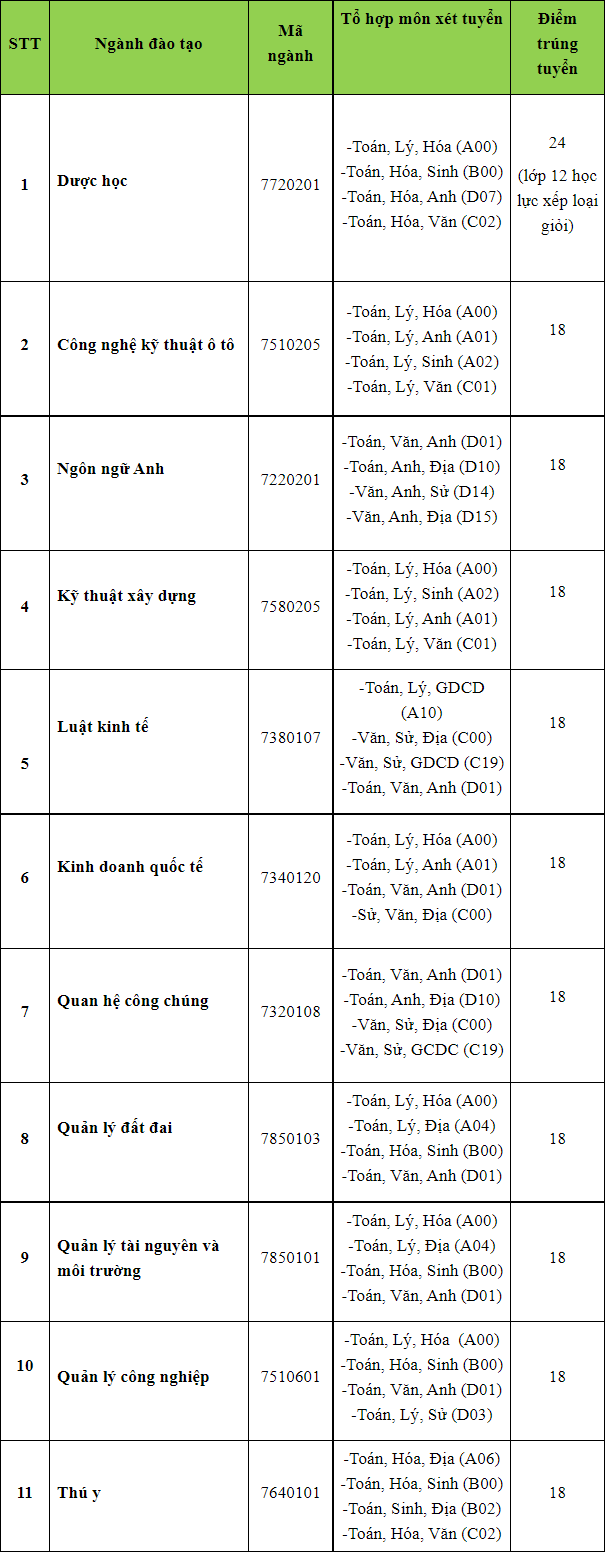 STT
Ngành đào tạo
Mã
ngành
Tổ hợp môn xét tuyển
Điểm
trúng
tuyển
1
Dược học
7720201
-Toán, Lý, Hóa (A00)
-Toán, Hóa, Sinh (B00)
-Toán, Hóa, Anh (D07)
-Toán, Hóa, Văn (C02)
24
(lớp 12 học
lực xếp loại
giỏi)
2
Công nghệ kỹ thuật ô tô
7510205
-Toán, Lý, Hóa (A00)
-Toán, Lý, Anh (A01)
-Toán, Lý, Sinh (A02)
-Toán, Lý, Văn (C01)
18
3
Ngôn ngữ Anh
7220201
-Toán, Văn, Anh (D01)
-Toán, Anh, Địa (D10)
-Văn, Anh, Sử (D14)
-Văn, Anh, Địa (D15)
18
4
Kỹ thuật xây dựng
7580205
-Toán, Lý, Hóa (A00)
-Toán, Lý, Sinh (A02)
-Toán, Lý, Anh (A01)
-Toán, Lý, Văn (C01)
18
5
Luật kinh tế
7380107
-Toán, Lý, GDCD
(A10)
-Văn, Sử, Địa (C00)
-Văn, Sử, GDCD (C19)
-Toán, Văn, Anh (D01)
18
6
Kinh doanh quốc tế
7340120
-Toán, Lý, Hóa (A00)
-Toán, Lý, Anh (A01)
-Toán, Văn, Anh (D01)
-Sử, Văn, Địa (C00)
18
7
Quan hệ công chúng
7320108
-Toán, Văn, Anh (D01)
-Toán, Anh, Địa (D10)
-Văn, Sử, Địa (C00)
-Văn, Sử, GCDC (C19)
18
8
Quản lý đất đai
7850103
-Toán, Lý, Hóa (A00)
-Toán, Lý, Địa (A04)
-Toán, Hóa, Sinh (B00)
-Toán, Văn, Anh (D01)
18
9
Quản lý tài nguyên và
môi trường
7850101
-Toán, Lý, Hóa (A00)
-Toán, Lý, Địa (A04)
-Toán, Hóa, Sinh (B00)
-Toán, Văn, Anh (D01)
18
10
Quản lý công nghiệp
7510601
-Toán, Lý, Hóa (A00)
-Toán, Hóa, Sinh (B00)
-Toán, Văn, Anh (D01)
-Toán, Lý, Sử (D03)
18
11
Thú y
7640101
-Toán, Hóa, Địa (A06)
-Toán, Hóa, Sinh (B00)
-Toán, Sinh, Địa (B02)
-Toán, Hóa, Văn (C02)
18